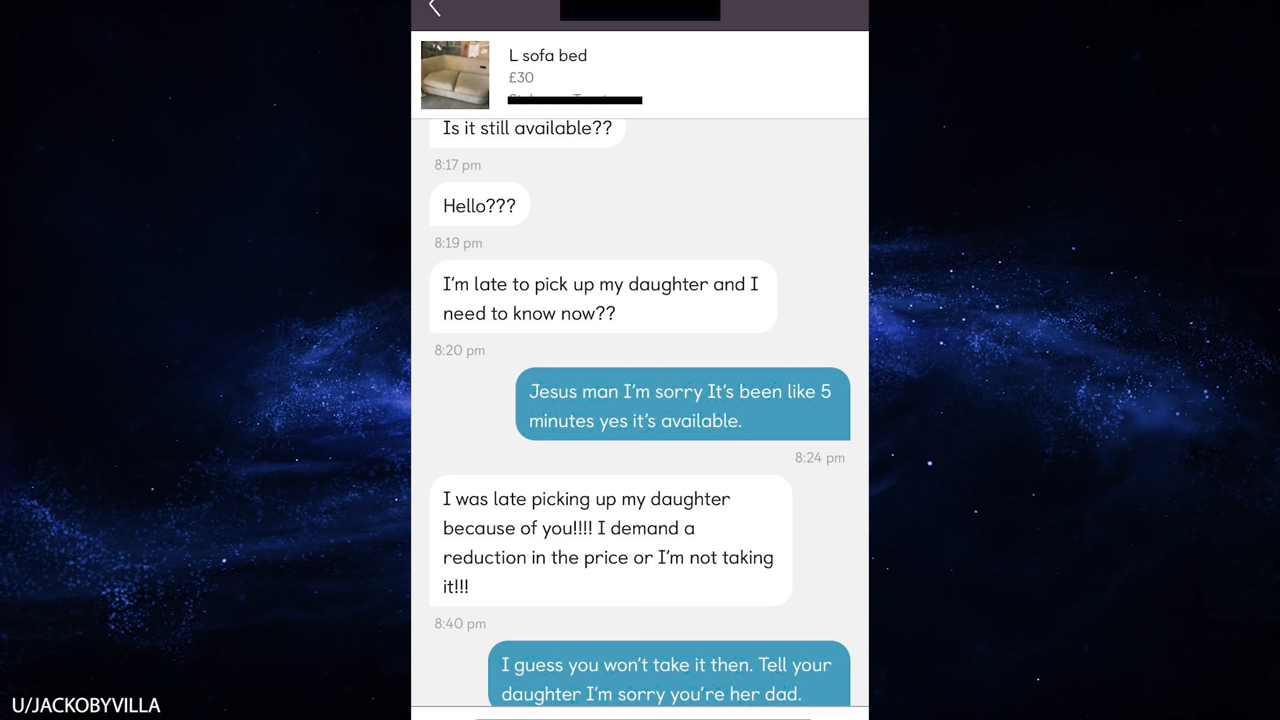 L sofa bed
£30
Is it still available??
8:17 pm
Hello???
8:19 pm
I'm late to pick up my daughter and I
need to know now??
8:20 pm
Jesus man I'm sorry It's been like 5
minutes yes it's available.
8:24 pm
I was late picking up my daughter
because of you!!!! I demand a
reduction in the price or I'm not taking
it!!!
8:40 pm
I guess you won't take it then. Tell your
daughter I'm sorry you're her dad.
U/JACKOBYVILLA